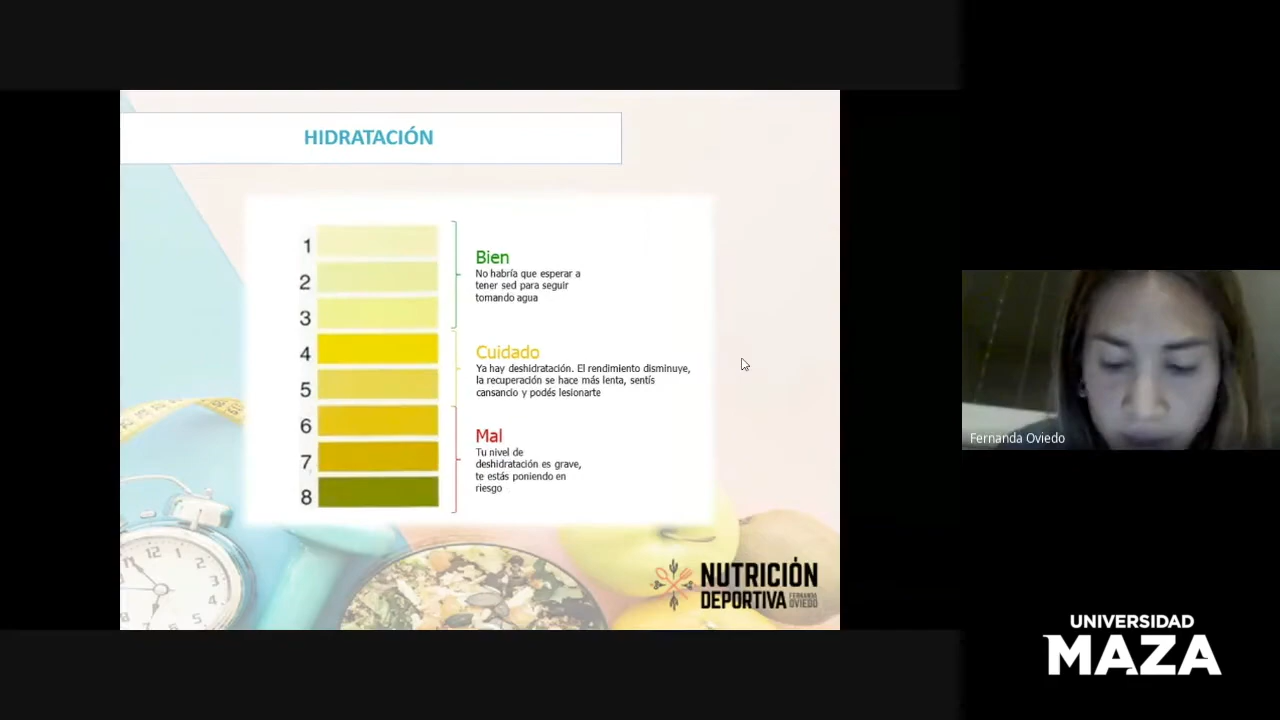 HIDRATACIÓN
1
2
3
4
5
6
7
8
Bien
No habría que esperar a
tener sed para seguir
tomando agua
Cuidado
Ya hay deshidratación. El rendimiento disminuye,
la recuperación se hace más lenta, sentís
cansancio y podés lesionarte
Mal
Tu nivel de
deshidratación es grave,
te estás poniendo en
riesgo
NUTRICIÓN
DEPORTIVA FERNANDA
OVIEDO
Fernanda Oviedo
UNIVERSIDAD
MAZA